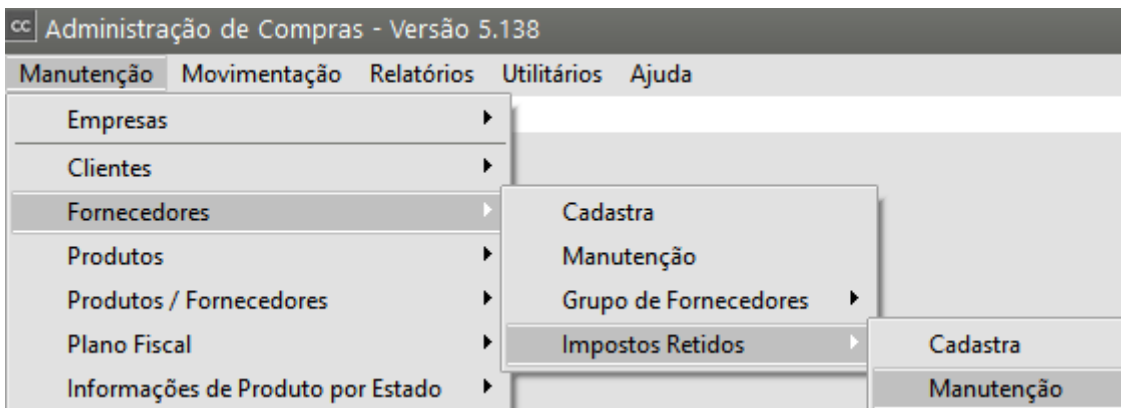 cc Administração de Compras - Versão 5.138
Manutenção Movimentação Relatórios Utilitários Ajuda
Empresas
Clientes
Fornecedores
Produtos
Produtos / Fornecedores
Plano Fiscal
Informações de Produto por Estado
Cadastra
Manutenção
Grupo de Fornecedores
Impostos Retidos
Cadastra
Manutenção